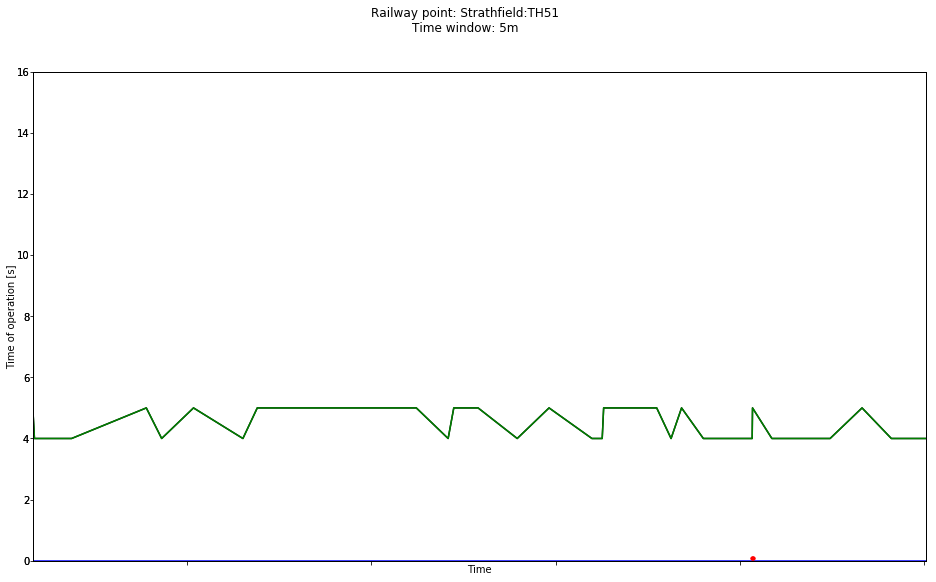 Railway point: Strathfield:TH51
Time window: 5m
16
14
12
10
8
6
4
2
0
Time of operation [s]
Time